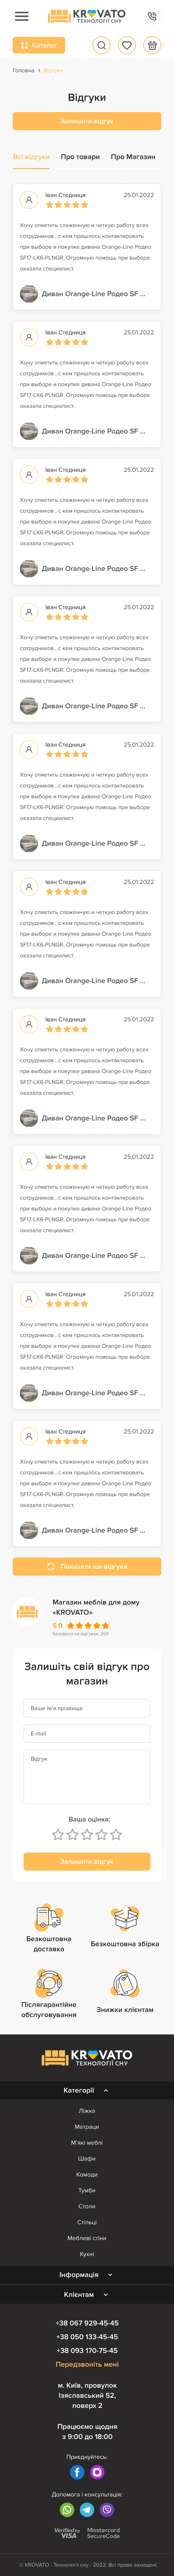 KROVATO
ТЕХНОЛОГІЇ СНУ
Каталог
Головна > Відгуки
Відгуки
Залишити відгук
Всі відгуки Про товари Про Магазин
Іван Стедниця 25.01.2022
Хочу отметить слаженную и четкую работу всех
сотрудников , с кем пришлось контактировать
при выборе и покупке дивана Orange-Line Родео
SF17-LX6-PLNGR. Огромную помощь при выборе
оказала специалист.
Диван Orange-Line Родео SF ...
Іван Стедниця 25.01.2022
Хочу отметить слаженную и четкую работу всех
сотрудников , с кем пришлось контактировать
при выборе и покупке дивана Orange-Line Родео
SF17-LX6-PLNGR. Огромную помощь при выборе
оказала специалист.
Диван Orange-Line Родео SF ...
Іван Стедниця 25.01.2022
Хочу отметить слаженную и четкую работу всех
сотрудников , с кем пришлось контактировать
при выборе и покупке дивана Orange-Line Родео
SF17-LX6-PLNGR. Огромную помощь при выборе
оказала специалист.
Диван Orange-Line Родео SF ...
Іван Стедниця 25.01.2022
Хочу отметить слаженную и четкую работу всех
сотрудников , с кем пришлось контактировать
при выборе и покупке дивана Orange-Line Родео
SF17-LX6-PLNGR. Огромную помощь при выборе
оказала специалист.
Диван Orange-Line Родео SF ...
Іван Стедниця 25.01.2022
Хочу отметить слаженную и четкую работу всех
сотрудников , с кем пришлось контактировать
при выборе и покупке дивана Orange-Line Родео
SF17-LX6-PLNGR. Огромную помощь при выборе
оказала специалист.
Диван Orange-Line Родео SF ...
Іван Стедниця 25.01.2022
Хочу отметить слаженную и четкую работу всех
сотрудников , с кем пришлось контактировать
при выборе и покупке дивана Orange-Line Родео
SF17-LX6-PLNGR. Огромную помощь при выборе
оказала специалист.
Диван Orange-Line Родео SF ...
Іван Стедниця 25.01.2022
Хочу отметить слаженную и четкую работу всех
сотрудников , с кем пришлось контактировать
при выборе и покупке дивана Orange-Line Родео
SF17-LX6-PLNGR. Огромную помощь при выборе
оказала специалист.
Диван Orange-Line Родео SF ...
Іван Стедниця 25.01.2022
Хочу отметить слаженную и четкую работу всех
сотрудников , с кем пришлось контактировать
при выборе и покупке дивана Orange-Line Родео
SF17-LX6-PLNGR. Огромную помощь при выборе
оказала специалист.
Диван Orange-Line Родео SF ...
Іван Стедниця 25.01.2022
Хочу отметить слаженную и четкую работу всех
сотрудников , с кем пришлось контактировать
при выборе и покупке дивана Orange-Line Родео
SF17-LX6-PLNGR. Огромную помощь при выборе
оказала специалист.
Диван Orange-Line Родео SF ...
Іван Стедниця 25.01.2022
Хочу отметить слаженную и четкую работу всех
сотрудников , с кем пришлось контактировать
при выборе и покупке дивана Orange-Line Родео
SF17-LX6-PLNGR. Огромную помощь при выборе
оказала специалист.
Диван Orange-Line Родео SF ...
Показати ще відгуки
Магазин меблів для дому
«KROVATO»
5.0
Базовано на відгуках: 269
Залишіть свій відгук про
магазин
Ваше ім'я прізвище
E-mail
Відгук
Ваша оцінка:
Залишити відгук
Безкоштовна
доставка
Безкоштовна збірка
Післягарантійне
обслуговування
Знижки клієнтам
KROVATO
ТЕХНОЛОГІЇ СНУ
Категорії
Ліжка
Матраци
М'які меблі
Шафи
Комоди
Тумби
Столи
Стільці
Меблеві стіни
Кухні
Інформація
Клієнтам
+38 067 929-45-45
+38 050 133-45-45
+38 093 170-75-45
Передзвоніть мені
м. Київ, провулок
Ізяславський 52,
поверх 2
Працюємо щодня
з 9:00 до 18:00
Приєднуйтесь:
Допомога і консультація:
Verified by
VISA
Mastercard
SecureCode
© KROVATO - Технології сну - 2022. Всі права захищені.